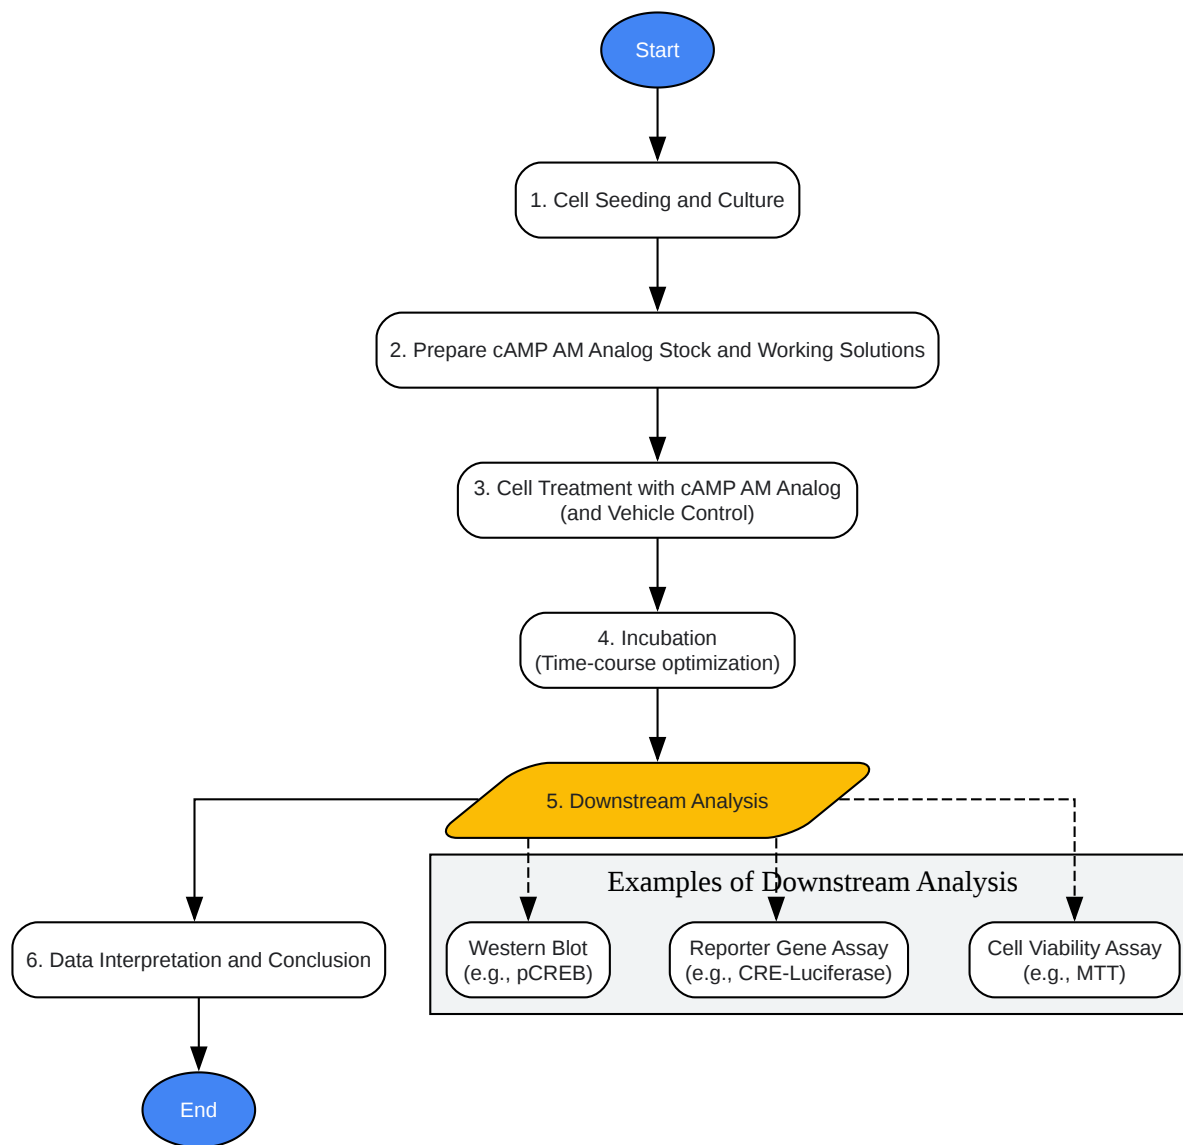 Start
1. Cell Seeding and Culture
2. Prepare cAMP AM Analog Stock and Working Solutions
3. Cell Treatment with cAMP AM Analog
(and Vehicle Control)
4. Incubation
(Time-course optimization)
5. Downstream Analysis
Examples of Downstream Analysis
6. Data Interpretation and Conclusion
Western Blot
(e.g., pCREB)
Reporter Gene Assay
(e.g., CRE-Luciferase)
Cell Viability Assay
(e.g., MTT)
End